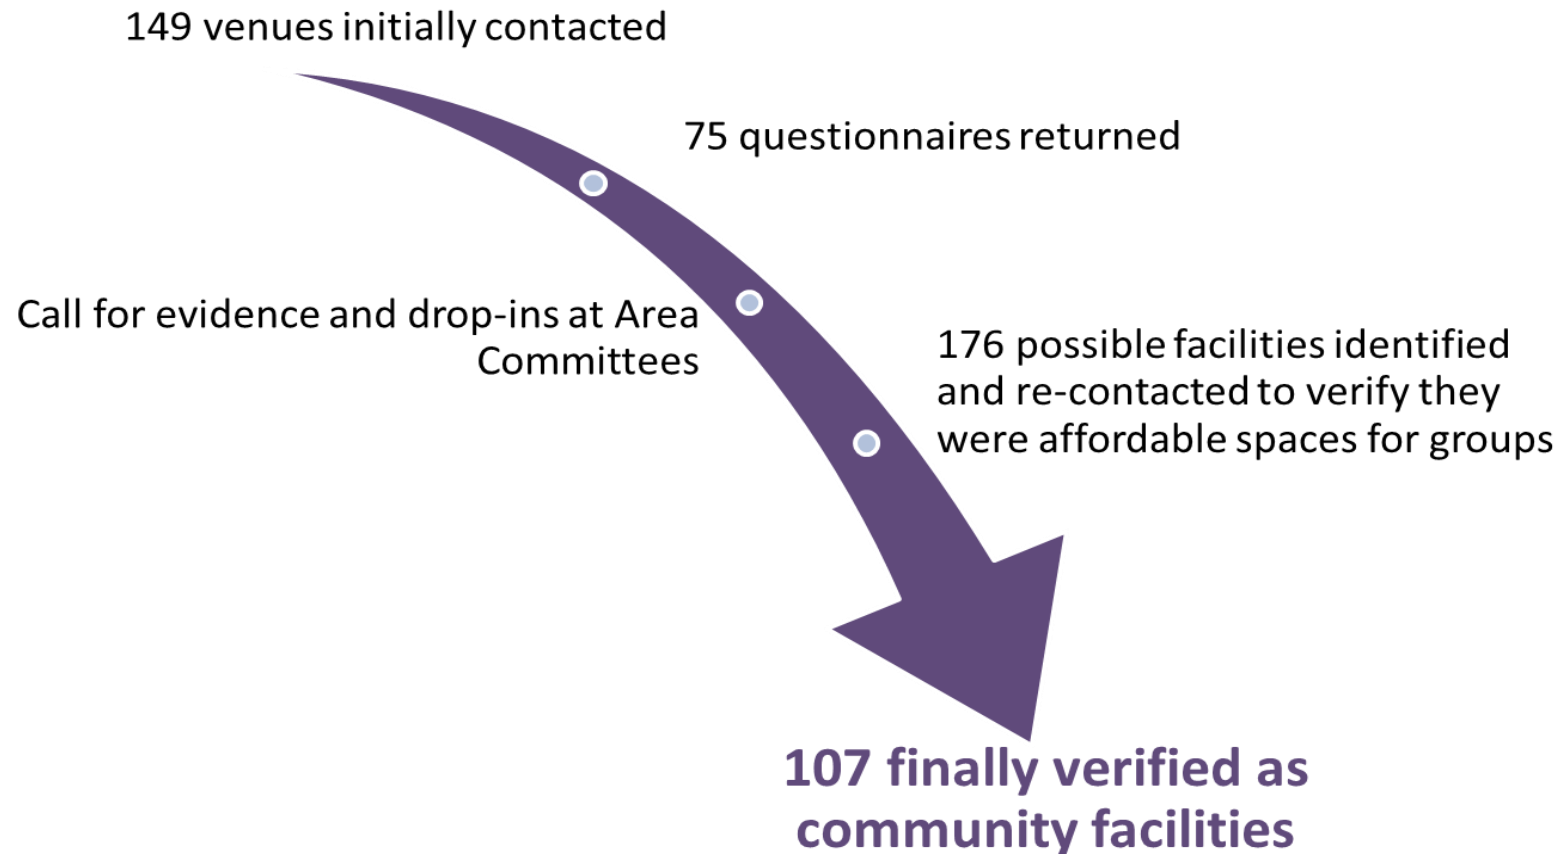 149 venues initially contacted
75 questionnaires returned
Call for evidence and drop-ins at Area
Committees
176 possible facilities identified
and re-contacted to verify they
were affordable spaces for groups
107 finally verified as
community facilities